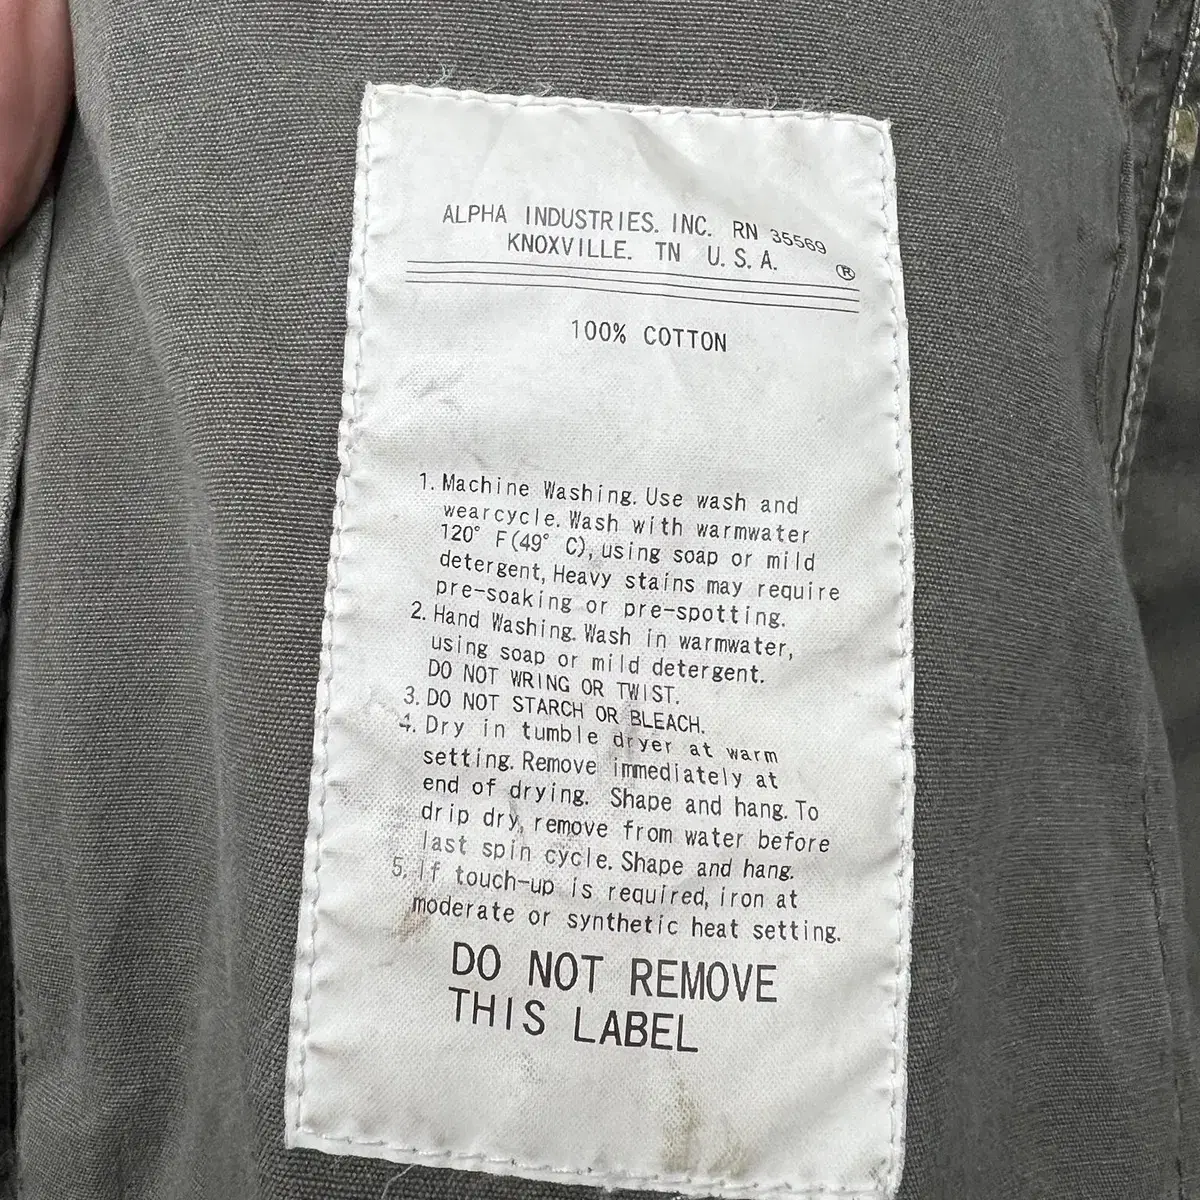 ALPHA INDUSTRIES. INC. RN 35569
KNOXVILLE. TN U. S. A. ®
100% COTTON
1. Machine Washing. Use wash and
wearcycle. Wash with warmwater
120° F(49° C), using soap or mild
detergent, Heavy stains may require
pre-soaking or pre-spotting.
2. Hand Washing. Wash in warmwater,
using soap or mild detergent.
DO NOT WRING OR TWIST.
3. DO NOT STARCH OR BLEACH.
4. Dry in tumble dryer at warm
setting. Remove immediately at
end of drying. Shape and hang. To
drip dry, remove from water before
last spin cycle. Shape and hang.
5. If touch-up is required, iron at
moderate or synthetic heat setting.
DO NOT REMOVE
THIS LABEL